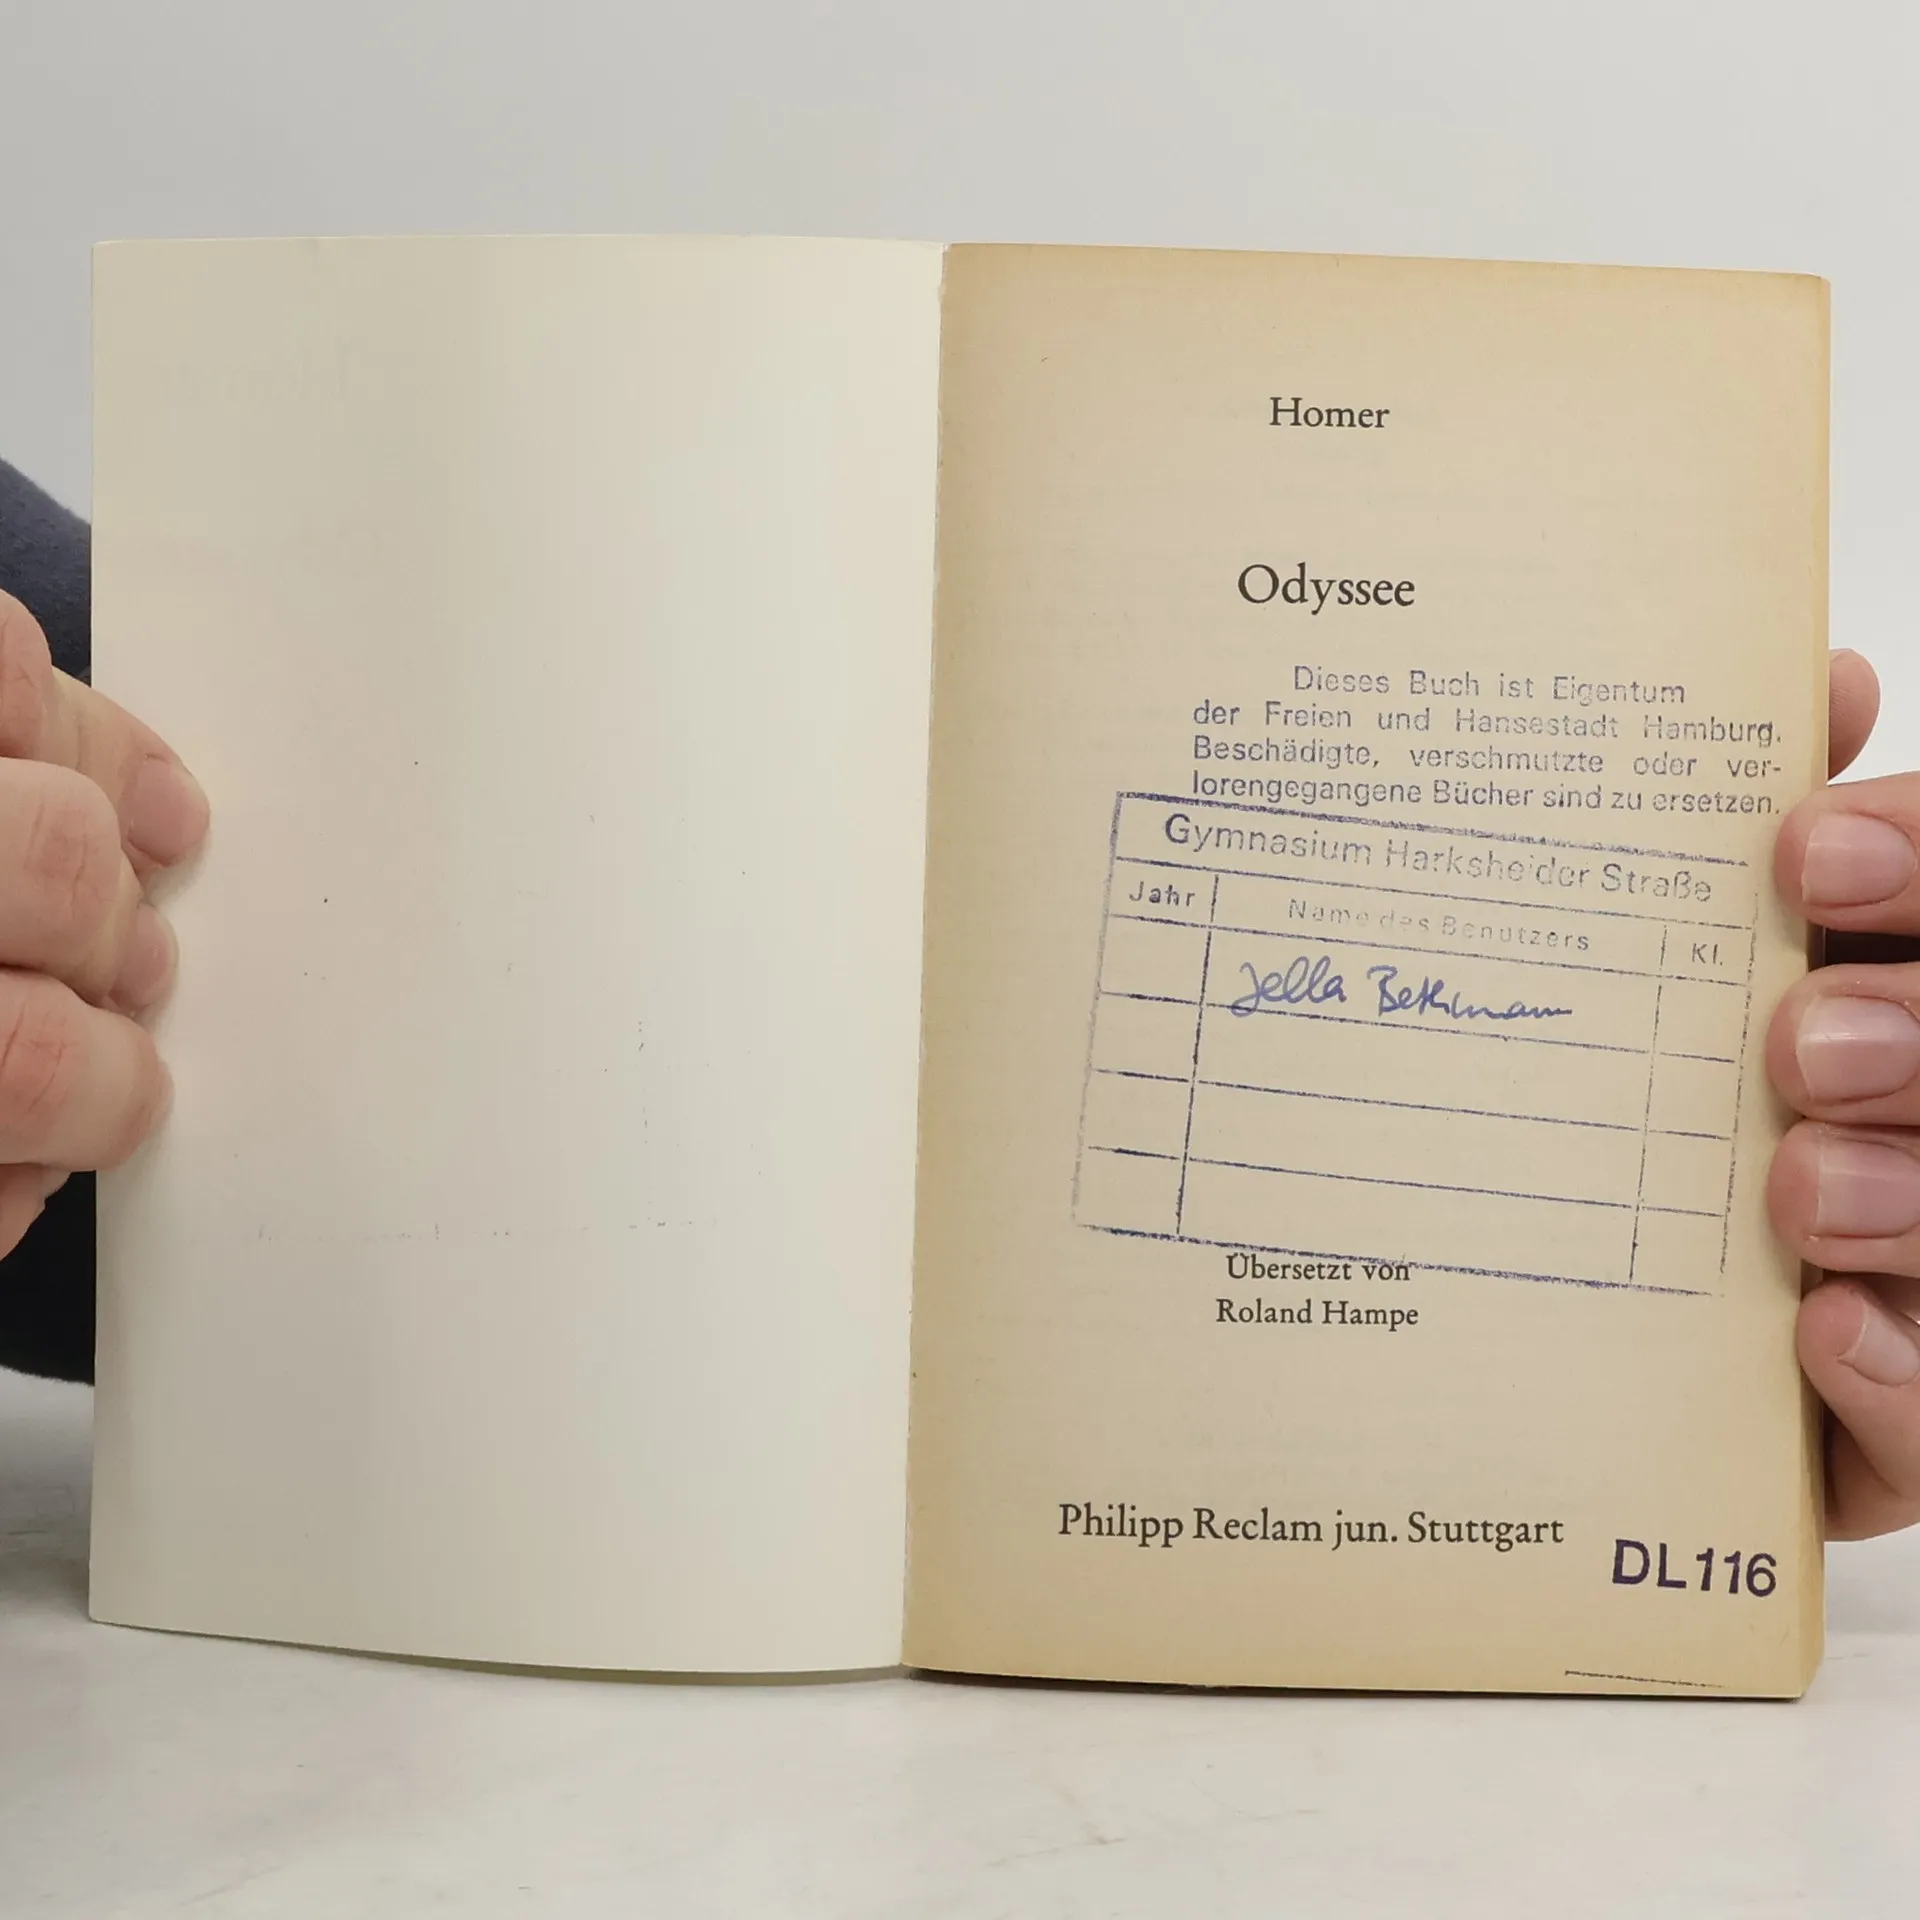 Homer
Odyssee
Dieses Buch ist Eigentum
der Freien und Hansestadt Hamburg.
Beschädigte, verschmutzte oder ver-
lorengegangene Bücher sind zu ersetzen.
Gymnasium Harksheider Straße
Jahr Name des Benutzers Kl.
Jella Bethmann
Übersetzt von
Roland Hampe
Philipp Reclam jun. Stuttgart
DL116